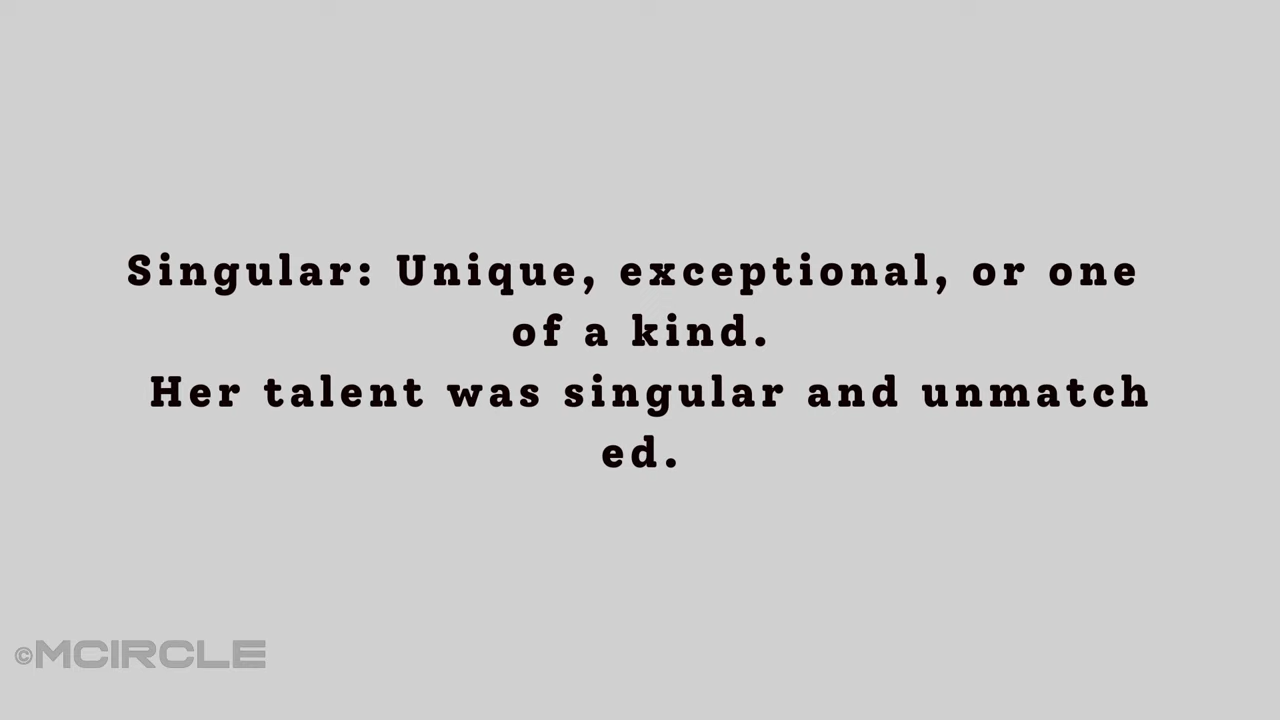 Singular: Unique, exceptional, or one
of a kind.
Her talent was singular and unmatch
ed.
©MCIRCLE